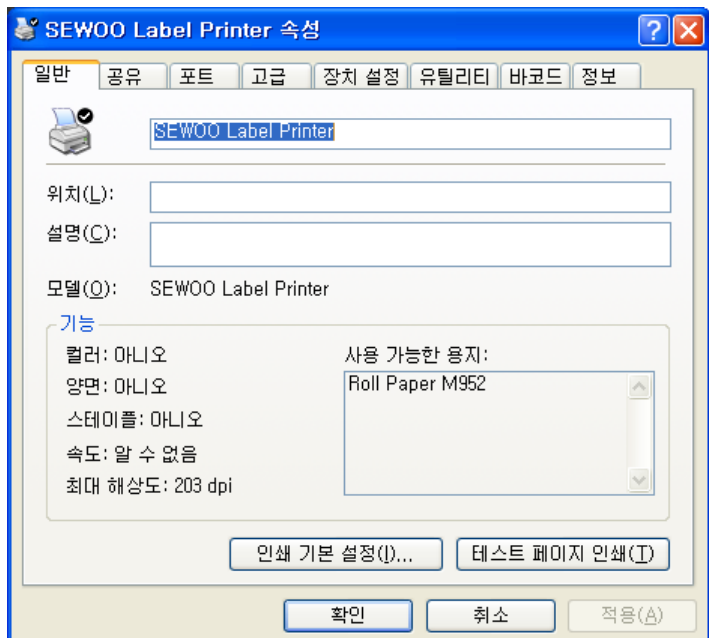 SEWOO Label Printer 속성
일반 공유 포트 고급 장치 설정 유틸리티 바코드 정보
SEWOO Label Printer
위치(L):
설명(C):
모델(O): SEWOO Label Printer
기능
컬러: 아니오 사용 가능한 용지:
양면: 아니오 Roll Paper M952
스테이플: 아니오
속도: 알 수 없음
최대 해상도: 203 dpi
인쇄 기본 설정(I)... 테스트 페이지 인쇄(T)
확인 취소 적용(A)